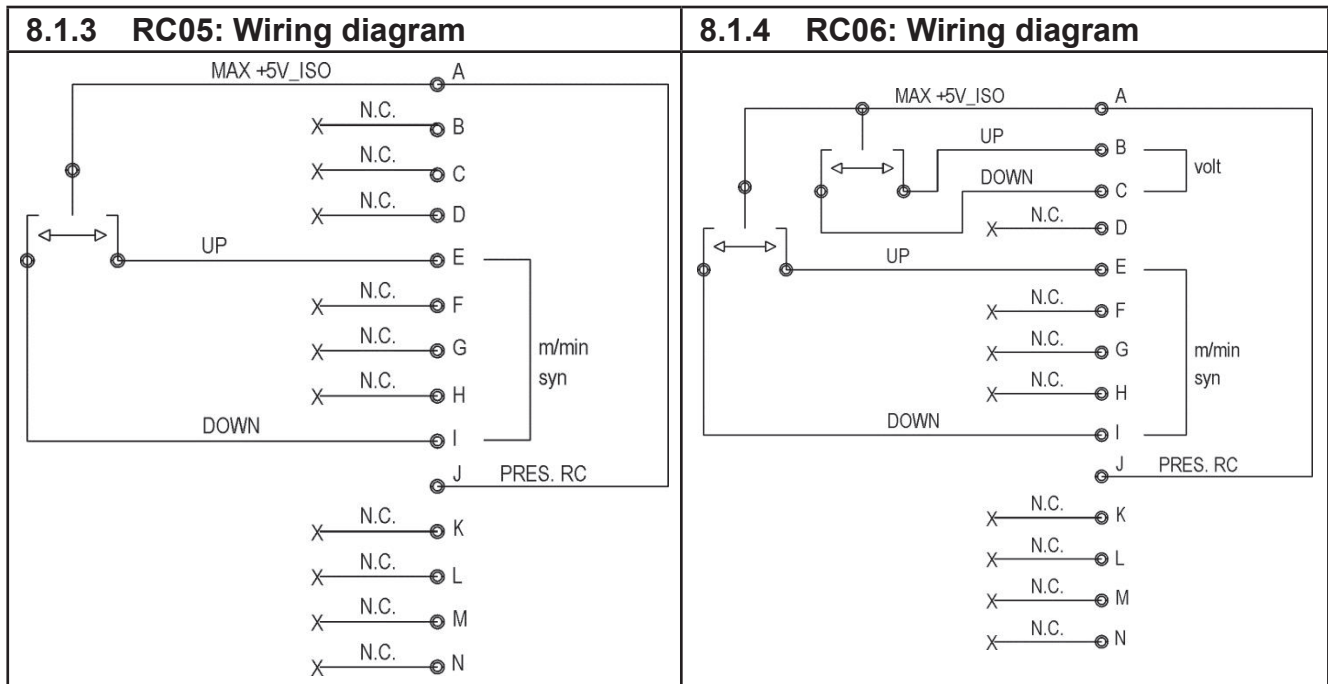 8.1.3 RC05: Wiring diagram
MAX +5V_ISO A
N.C. B
N.C. C
N.C. D
UP E
N.C. F
N.C. G
m/min
syn
N.C. H
DOWN I
J PRES. RC
X N.C. K
X N.C. L
X N.C. M
X N.C. N
8.1.4 RC06: Wiring diagram
MAX +5V_ISO A
UP B
volt
DOWN C
X N.C. D
UP E
X N.C. F
X N.C. G
m/min
syn
X N.C. H
DOWN I
J PRES. RC
X N.C. K
X N.C. L
X N.C. M
X N.C. N